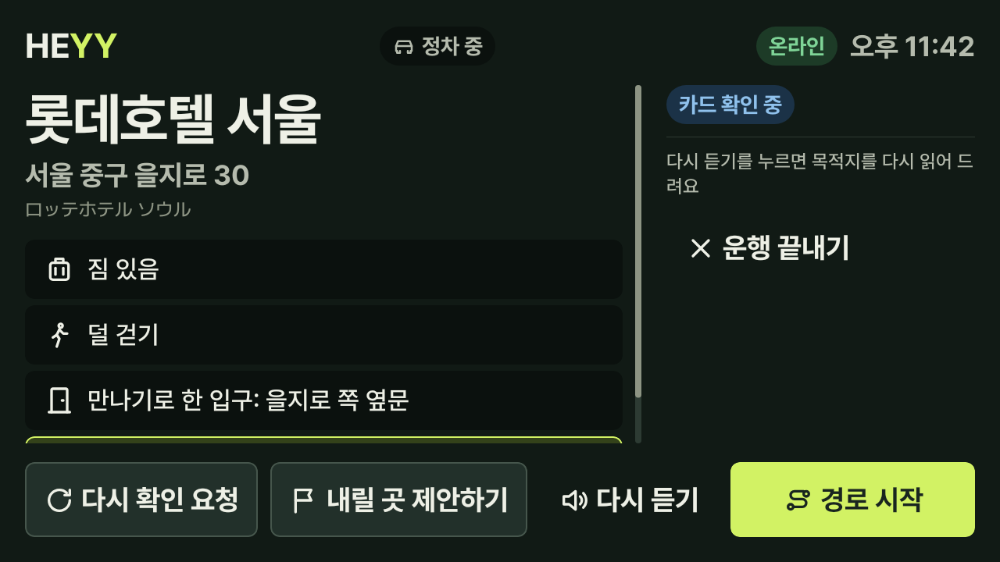 HEYY
정차 중
온라인
오후 11:42
롯데호텔 서울
서울 중구 을지로 30
ロッテホテル ソウル
짐 있음
덜 걷기
만나기로 한 입구: 을지로 쪽 옆문
카드 확인 중
다시 듣기를 누르면 목적지를 다시 읽어 드
려요
운행 끝내기
다시 확인 요청
내릴 곳 제안하기
다시 듣기
경로 시작